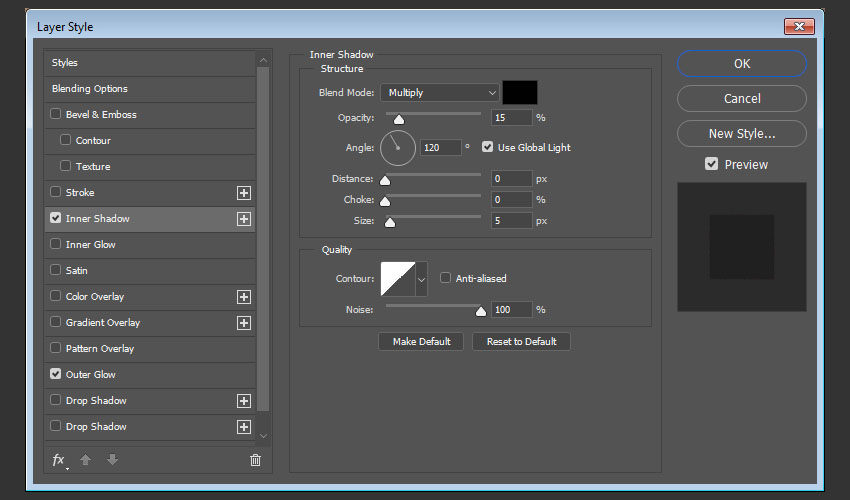 Layer Style
Styles
Blending Options
Bevel & Emboss
Contour
Texture
Stroke
Inner Shadow
Inner Glow
Satin
Color Overlay
Gradient Overlay
Pattern Overlay
Outer Glow
Drop Shadow
Drop Shadow
fx
Inner Shadow
Structure
Blend Mode: Multiply
Opacity: 15 %
Angle: 120 ° Use Global Light
Distance: 0 px
Choke: 0 %
Size: 5 px
Quality
Contour: Anti-aliased
Noise: 100 %
Make Default Reset to Default
OK
Cancel
New Style...
Preview